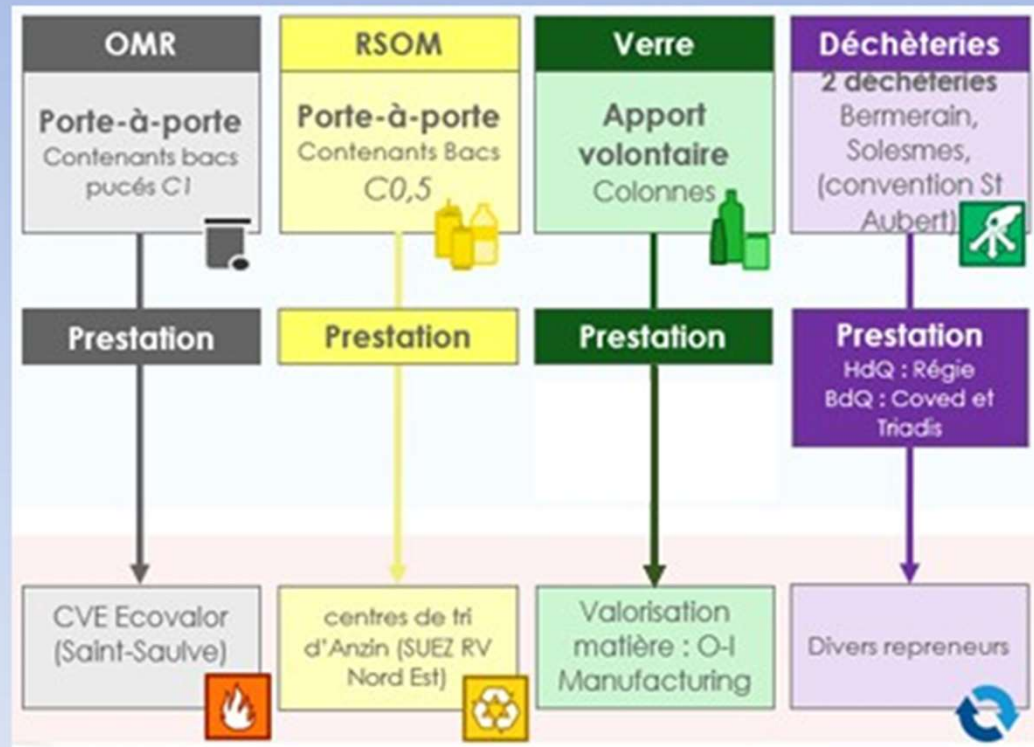 OMR
Porte-à-porte
Contenants bacs
pucés C1
Prestation
CVE Ecovalor
(Saint-Saulve)
RSOM
Porte-à-porte
Contenants Bacs
C0,5
Prestation
centres de tri
d'Anzin (SUEZ RV
Nord Est)
Verre
Apport
volontaire
Colonnes
Prestation
Valorisation
matière : O-I
Manufacturing
Déchèteries
2 déchèteries
Bermerain,
Solesmes,
(convention St
Aubert)
Prestation
HdQ : Régie
BdQ : Coved et
Triadis
Divers repreneurs